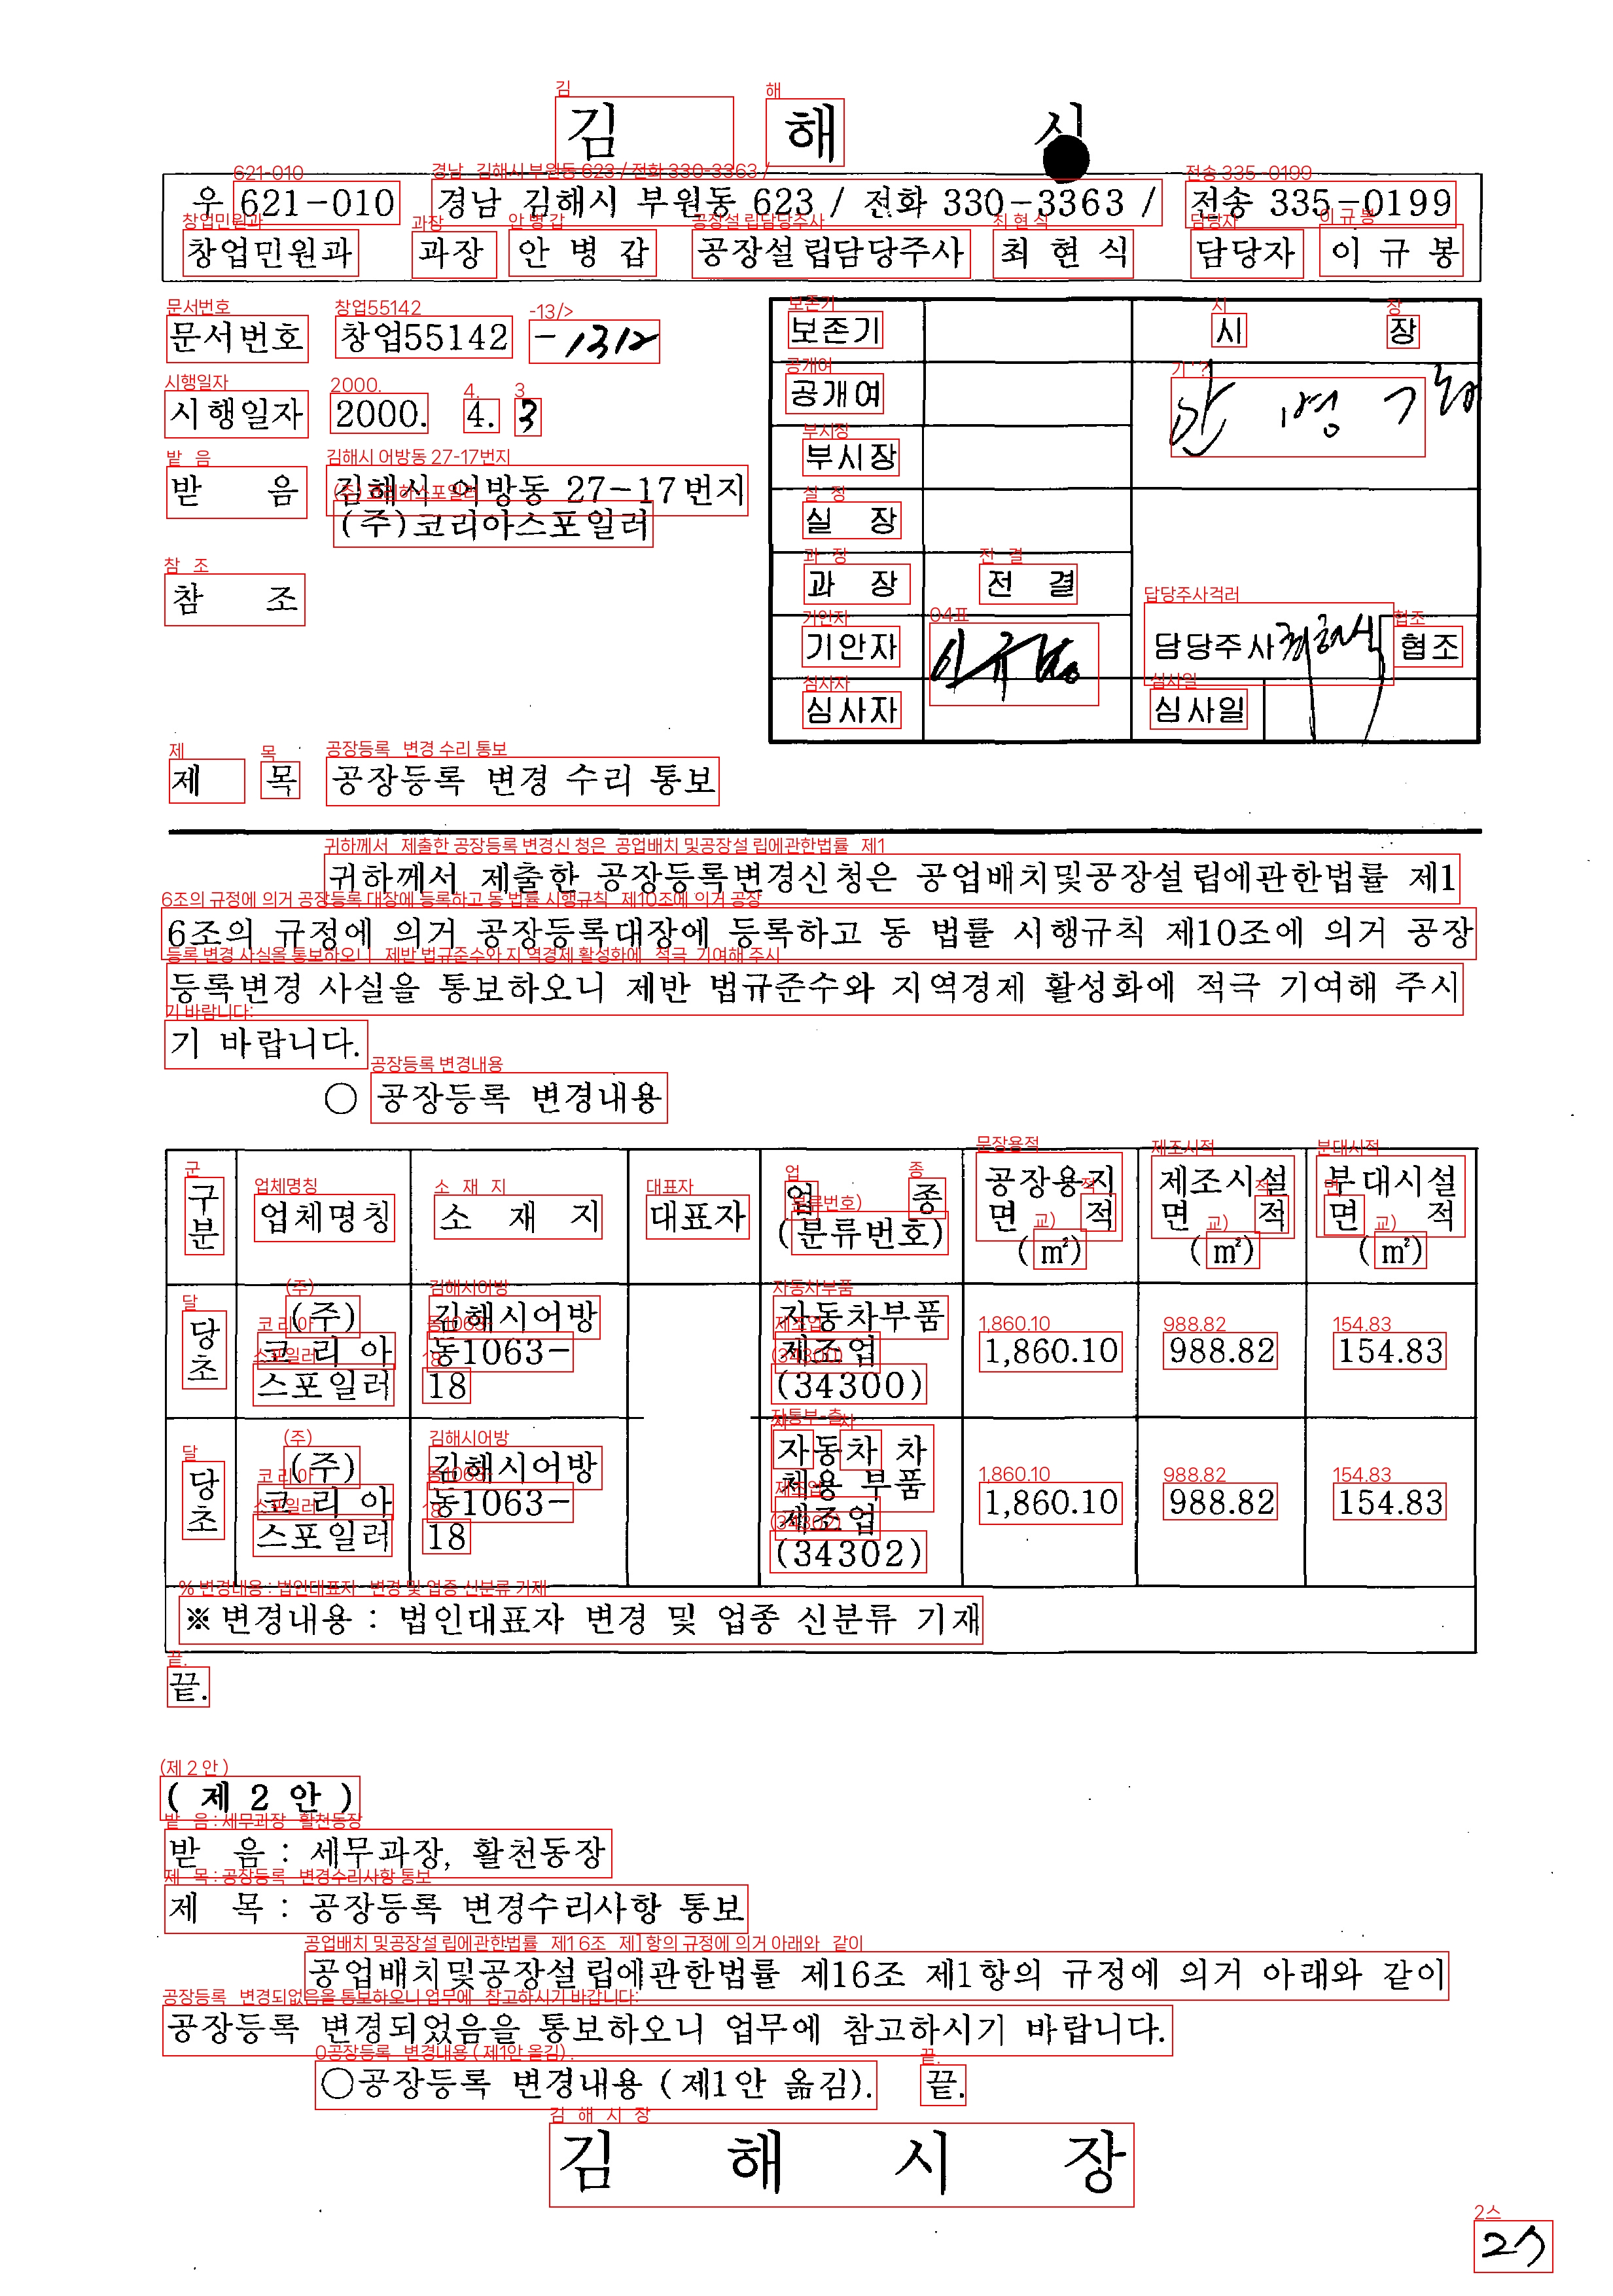 김 해 시
우 621-010 경남 김해시 부원동 623 / 전화 330-3363 / 전송 335-0199
창업민원과 과장 안 병 갑 공장설립담당주사 최 현 식 담당자 이 규 봉
문서번호 창업55142 -1312
시행일자 2000. 4. 3
받 음 김해시 어방동 27-17번지
(주)코리아스포일러
참 조
보존기 시 장
공개여
부시장
실 장
과 장 전 결
기안자 담당주사 협조
심사자 심사일
제 목 공장등록 변경 수리 통보
귀하께서 제출한 공장등록변경신청은 공업배치및공장설립에관한법률 제1
6조의 규정에 의거 공장등록대장에 등록하고 동 법률 시행규칙 제10조에 의거 공장
등록변경 사실을 통보하오니 제반 법규준수와 지역경제 활성화에 적극 기여해 주시
기 바랍니다.
○ 공장등록 변경내용
구분 업체명칭 소 재 지 대표자 업 종 (분류번호) 공장용지 면 적 (㎡) 제조시설 면 적 (㎡) 부대시설 면 적 (㎡)
당초 (주) 코리아 스포일러 김해시어방동1063-18 자동차부품 제조업 (34300) 1,860.10 988.82 154.83
당초 (주) 코리아 스포일러 김해시어방동1063-18 자동차 차체용 부품 제조업 (34302) 1,860.10 988.82 154.83
※ 변경내용 : 법인대표자 변경 및 업종 신분류 기재
끝.
( 제 2 안 )
받 음 : 세무과장, 활천동장
제 목 : 공장등록 변경수리사항 통보
공업배치및공장설립에관한법률 제16조 제1항의 규정에 의거 아래와 같이
공장등록 변경되었음을 통보하오니 업무에 참고하시기 바랍니다.
○공장등록 변경내용 (제1안 옮김). 끝.
김 해 시 장